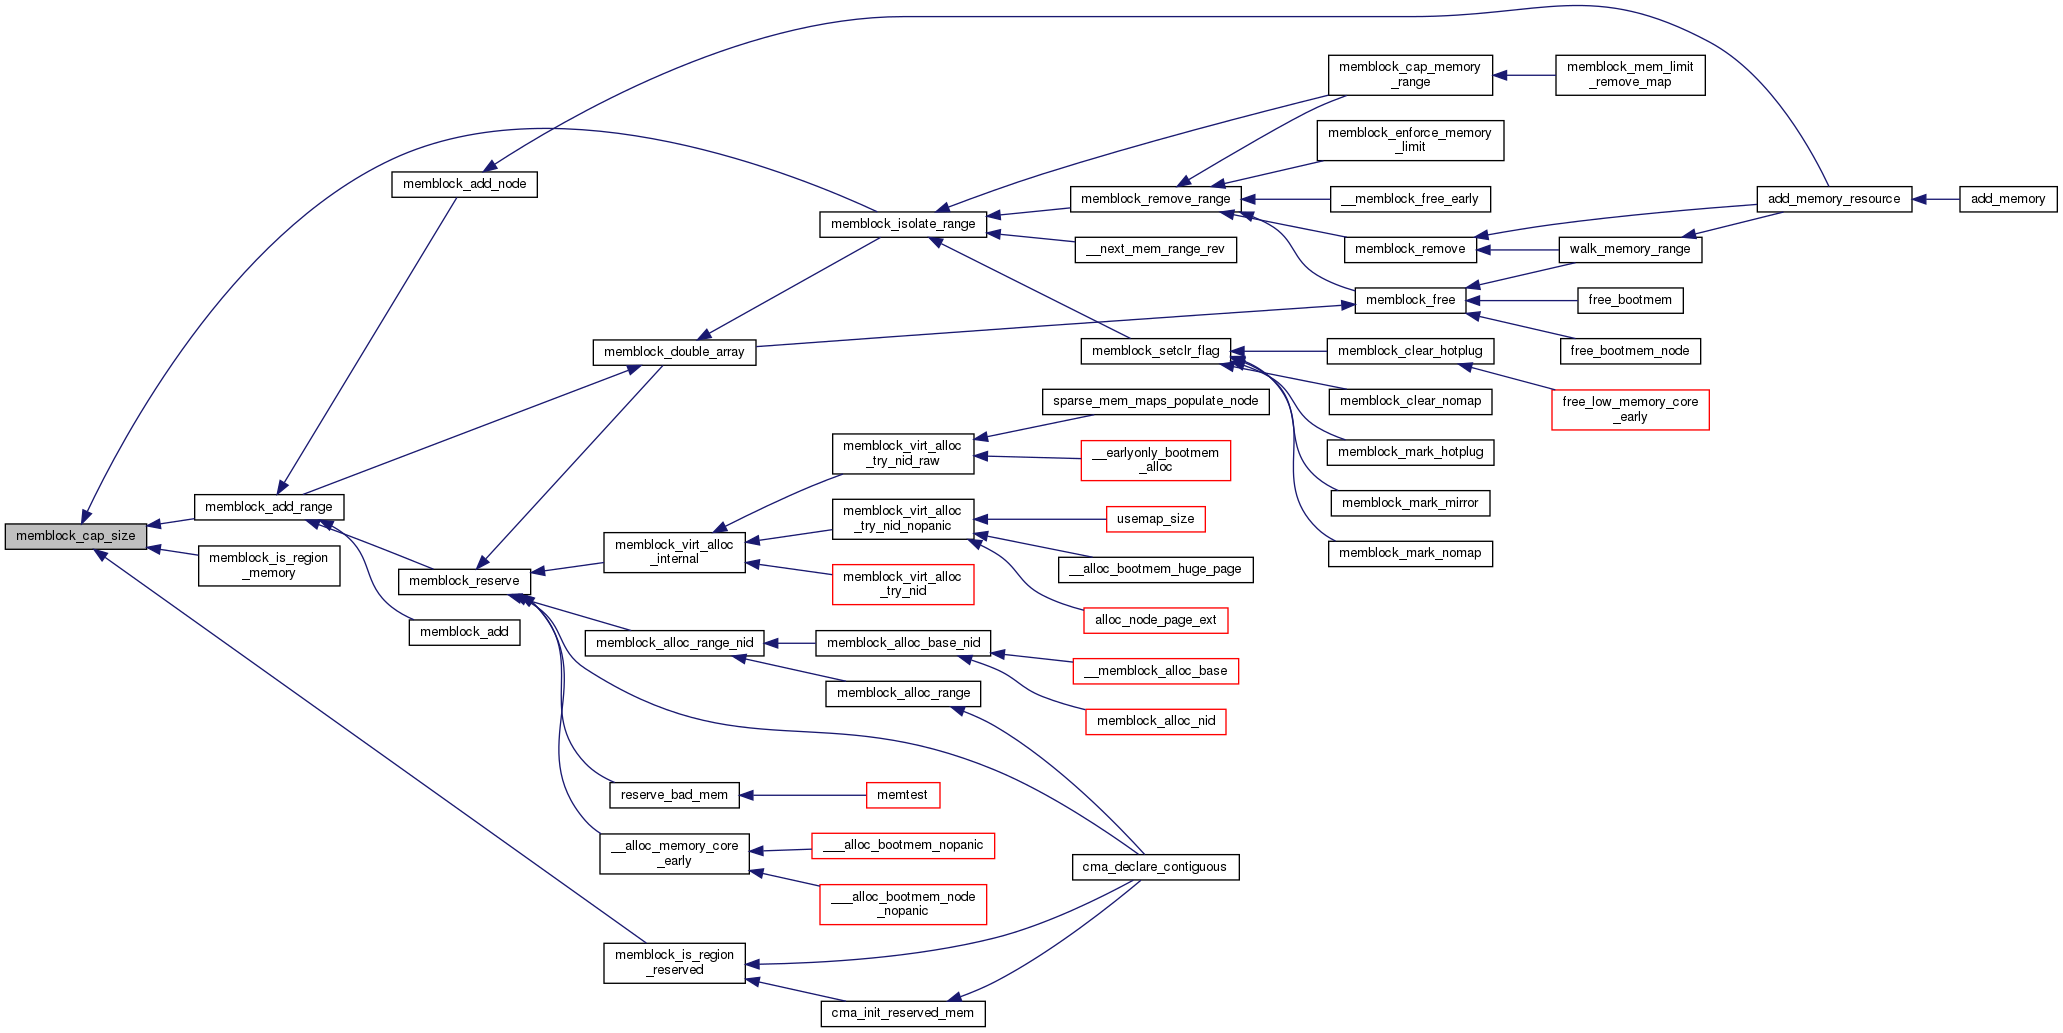 memblock_cap_memory
_range
memblock_mem_limit
_remove_map
memblock_enforce_memory
_limit
memblock_add_node
memblock_remove_range
__memblock_free_early
add_memory_resource
add_memory
memblock_isolate_range
__next_mem_range_rev
memblock_remove
walk_memory_range
memblock_free
free_bootmem
memblock_double_array
memblock_setclr_flag
memblock_clear_hotplug
free_bootmem_node
sparse_mem_maps_populate_node
memblock_clear_nomap
free_low_memory_core
_early
memblock_virt_alloc
_try_nid_raw
__earlyonly_bootmem
_alloc
memblock_mark_hotplug
memblock_add_range
memblock_mark_mirror
memblock_cap_size
memblock_virt_alloc
_try_nid_nopanic
usemap_size
memblock_is_region
_memory
memblock_virt_alloc
_internal
memblock_mark_nomap
__alloc_bootmem_huge_page
memblock_reserve
memblock_virt_alloc
_try_nid
alloc_node_page_ext
memblock_add
memblock_alloc_range_nid
memblock_alloc_base_nid
__memblock_alloc_base
memblock_alloc_range
memblock_alloc_nid
reserve_bad_mem
memtest
__alloc_memory_core
_early
___alloc_bootmem_nopanic
cma_declare_contiguous
___alloc_bootmem_node
_nopanic
memblock_is_region
_reserved
cma_init_reserved_mem